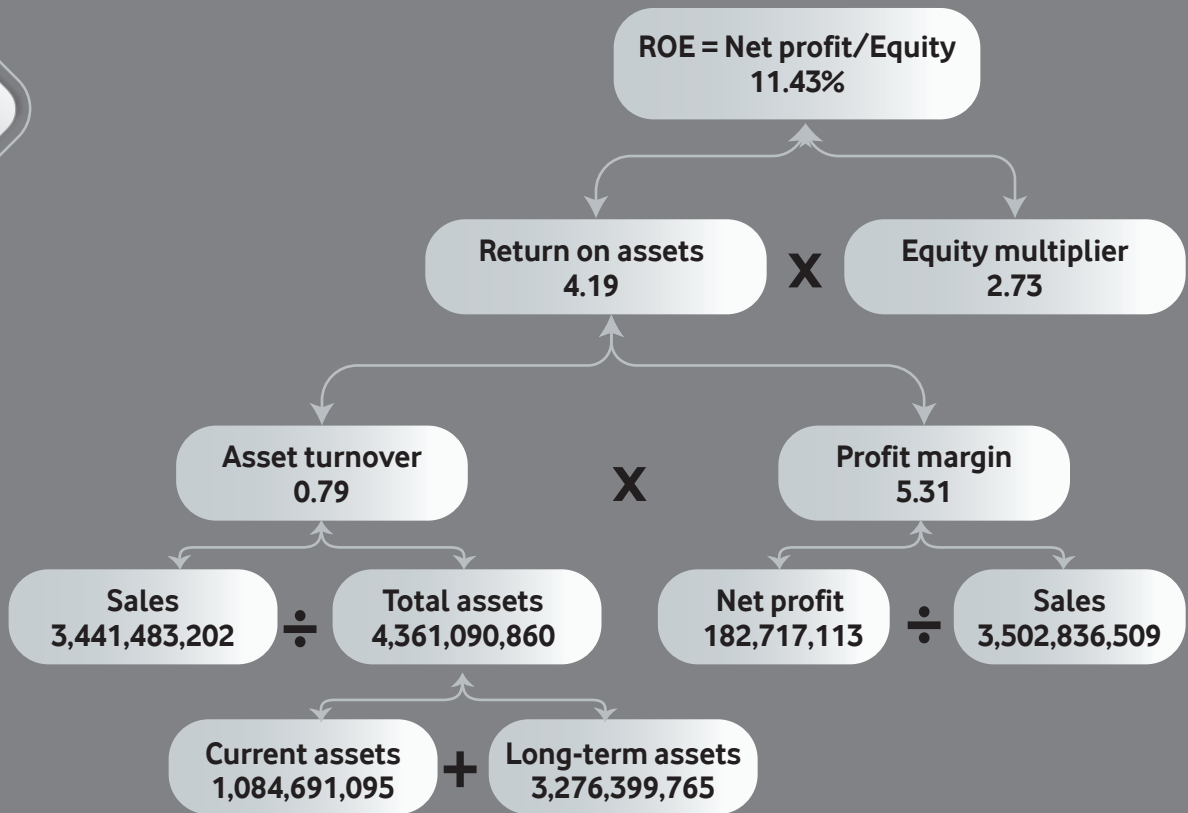 ROE = Net profit/Equity
11.43%
Return on assets
4.19
X
Equity multiplier
2.73
Asset turnover
0.79
X
Profit margin
5.31
Sales
3,441,483,202
÷
Total assets
4,361,090,860
Net profit
182,717,113
÷
Sales
3,502,836,509
Current assets
1,084,691,095
+
Long-term assets
3,276,399,765